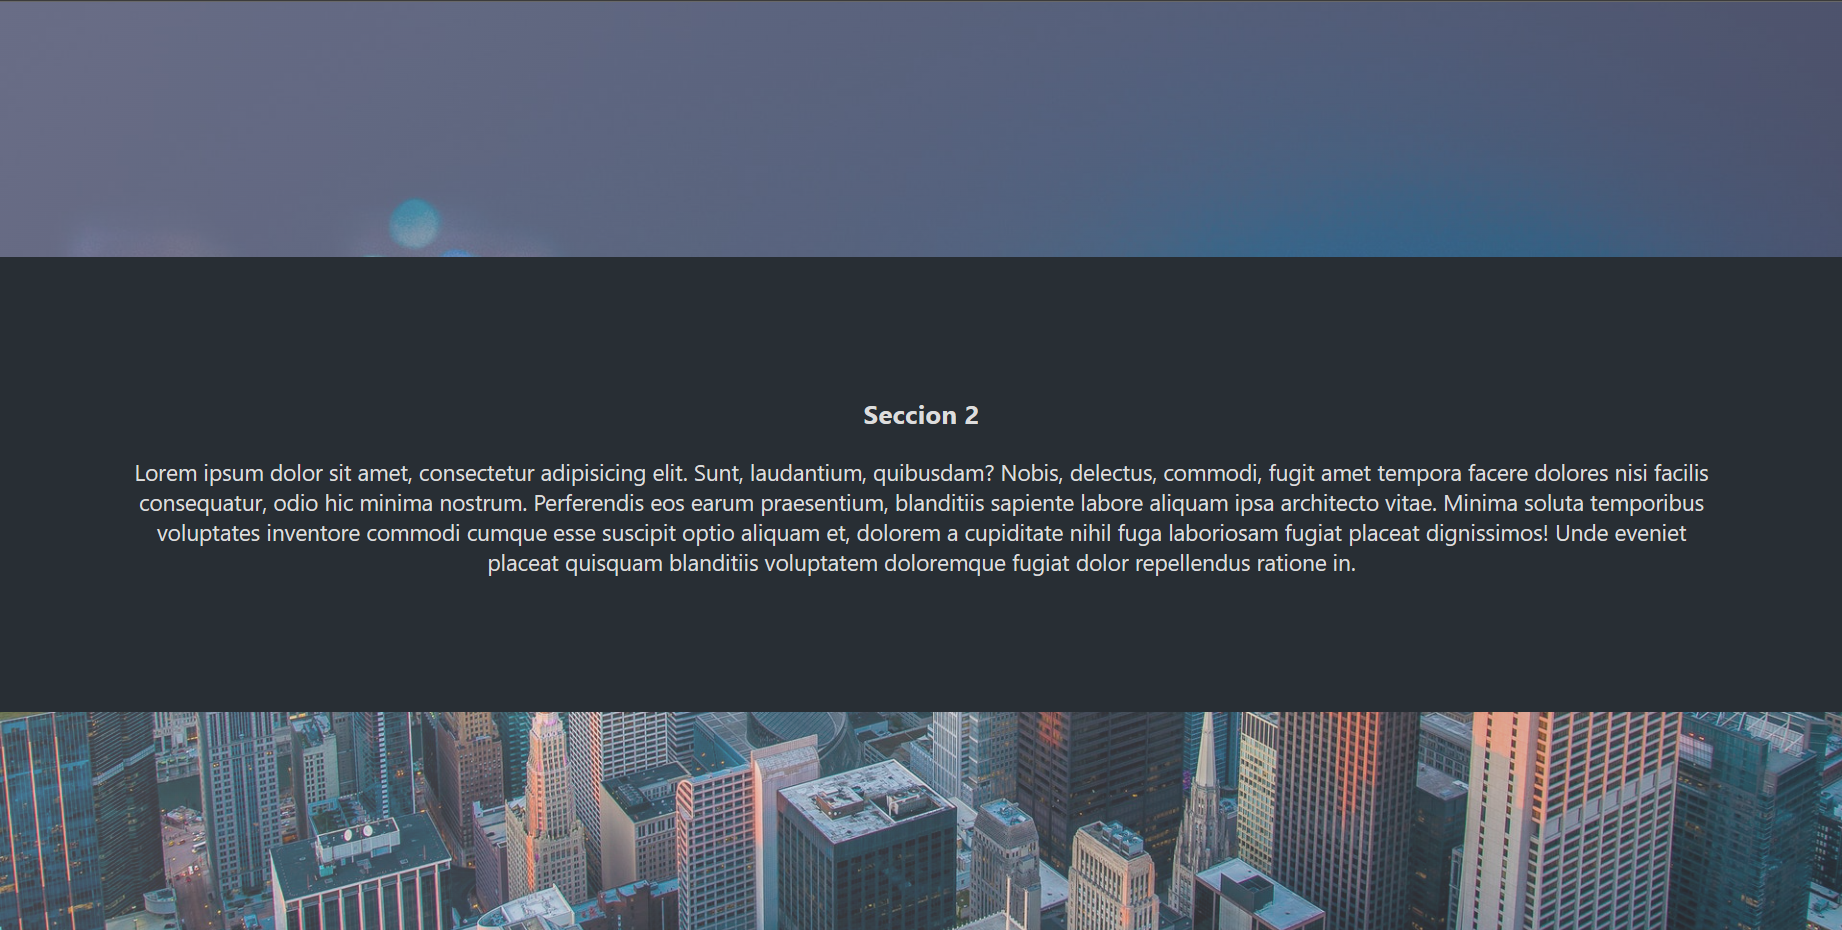 Seccion 2
Lorem ipsum dolor sit amet, consectetur adipisicing elit. Sunt, laudantium, quibusdam? Nobis, delectus, commodi, fugit amet tempora facere dolores nisi facilis
consequatur, odio hic minima nostrum. Perferendis eos earum praesentium, blanditiis sapiente labore aliquam ipsa architecto vitae. Minima soluta temporibus
voluptates inventore commodi cumque esse suscipit optio aliquam et, dolorem a cupiditate nihil fuga laboriosam fugiat placeat dignissimos! Unde eveniet
placeat quisquam blanditiis voluptatem doloremque fugiat dolor repellendus ratione in.